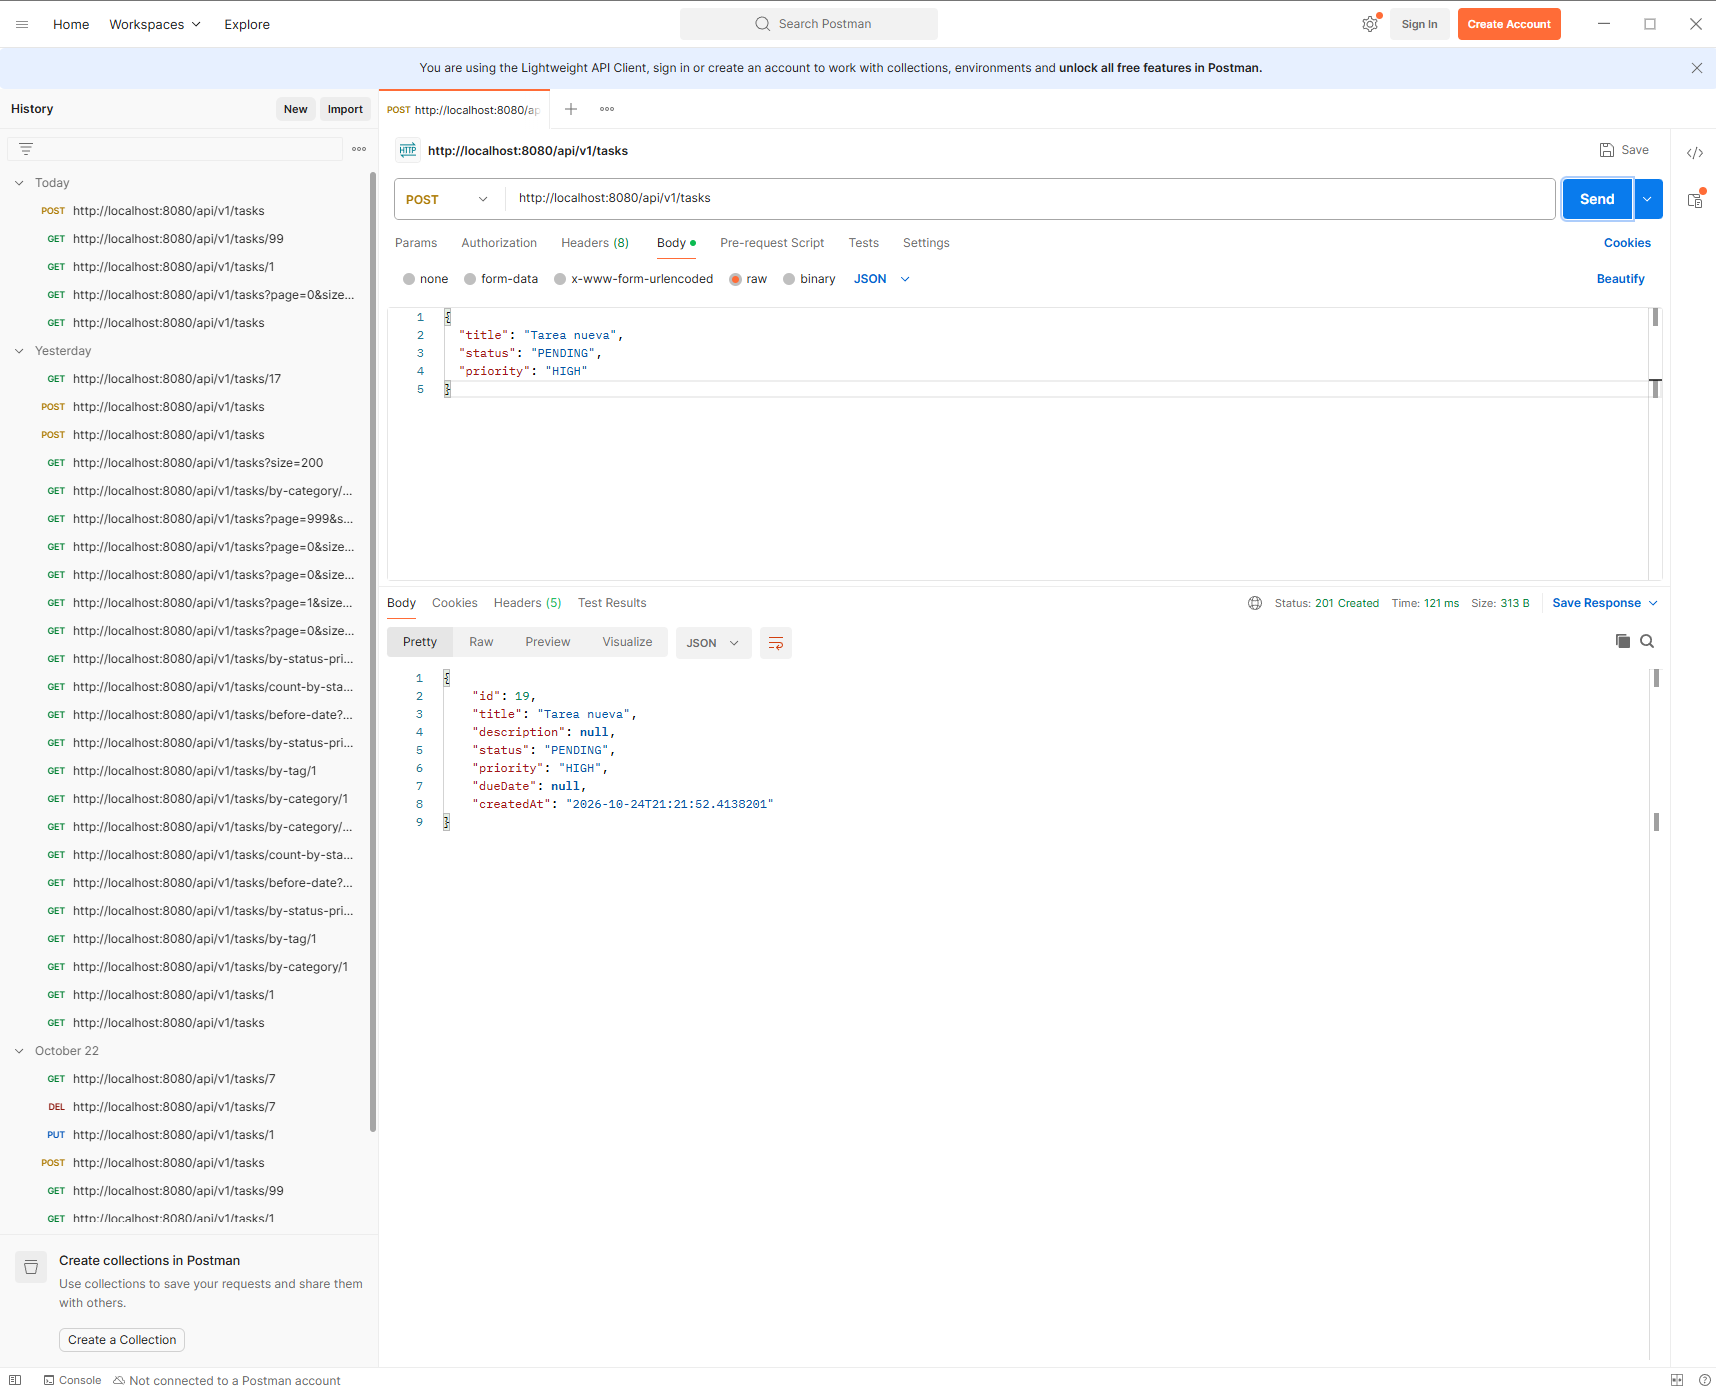 Home Workspaces Explore Search Postman Sign In Create Account
You are using the Lightweight API Client, sign in or create an account to work with collections, environments and unlock all free features in Postman.
History New Import
Today
POST http://localhost:8080/api/v1/tasks
GET http://localhost:8080/api/v1/tasks/99
GET http://localhost:8080/api/v1/tasks/1
GET http://localhost:8080/api/v1/tasks?page=0&size...
GET http://localhost:8080/api/v1/tasks
Yesterday
GET http://localhost:8080/api/v1/tasks/17
POST http://localhost:8080/api/v1/tasks
POST http://localhost:8080/api/v1/tasks
GET http://localhost:8080/api/v1/tasks?size=200
GET http://localhost:8080/api/v1/tasks/by-category/...
GET http://localhost:8080/api/v1/tasks?page=999&s...
GET http://localhost:8080/api/v1/tasks?page=0&size...
GET http://localhost:8080/api/v1/tasks?page=0&size...
GET http://localhost:8080/api/v1/tasks?page=1&size...
GET http://localhost:8080/api/v1/tasks?page=0&size...
GET http://localhost:8080/api/v1/tasks/by-status-pri...
GET http://localhost:8080/api/v1/tasks/count-by-sta...
GET http://localhost:8080/api/v1/tasks/before-date?...
GET http://localhost:8080/api/v1/tasks/by-status-pri...
GET http://localhost:8080/api/v1/tasks/by-tag/1
GET http://localhost:8080/api/v1/tasks/by-category/1
GET http://localhost:8080/api/v1/tasks/by-category/...
GET http://localhost:8080/api/v1/tasks/count-by-sta...
GET http://localhost:8080/api/v1/tasks/before-date?...
GET http://localhost:8080/api/v1/tasks/by-status-pri...
GET http://localhost:8080/api/v1/tasks/by-tag/1
GET http://localhost:8080/api/v1/tasks/by-category/1
GET http://localhost:8080/api/v1/tasks/1
GET http://localhost:8080/api/v1/tasks
October 22
GET http://localhost:8080/api/v1/tasks/7
DEL http://localhost:8080/api/v1/tasks/7
PUT http://localhost:8080/api/v1/tasks/1
POST http://localhost:8080/api/v1/tasks
GET http://localhost:8080/api/v1/tasks/99
GET http://localhost:8080/api/v1/tasks/1
Create collections in Postman
Use collections to save your requests and share them
with others.
Create a Collection
POST http://localhost:8080/ap
HTTP http://localhost:8080/api/v1/tasks Save
POST http://localhost:8080/api/v1/tasks Send
Params Authorization Headers (8) Body Pre-request Script Tests Settings Cookies
none form-data x-www-form-urlencoded raw binary JSON Beautify
1 {
2 "title": "Tarea nueva",
3 "status": "PENDING",
4 "priority": "HIGH"
5 }
Body Cookies Headers (5) Test Results Status: 201 Created Time: 121 ms Size: 313 B Save Response
Pretty Raw Preview Visualize JSON
1 {
2 "id": 19,
3 "title": "Tarea nueva",
4 "description": null,
5 "status": "PENDING",
6 "priority": "HIGH",
7 "dueDate": null,
8 "createdAt": "2026-10-24T21:21:52.4138201"
9 }
Console Not connected to a Postman account